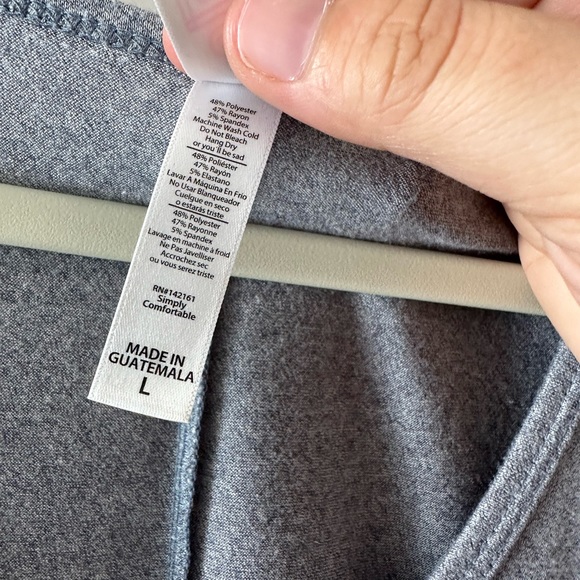 48% Polyester
47% Rayon
5% Spandex
Machine Wash Cold
Do Not Bleach
Hang Dry
or you'll be sad
48% Poliéster
47% Rayón
5% Elastano
Lavar A Máquina En Frío
No Usar Blanqueador
Cuelgue en seco
o estarás triste
48% Polyester
47% Rayonne
5% Spandex
Lavage en machine à froid
Ne Pas Javelliser
Accrochez sec
ou vous serez triste
RN#142161
Simply
Comfortable
MADE IN
GUATEMALA
L